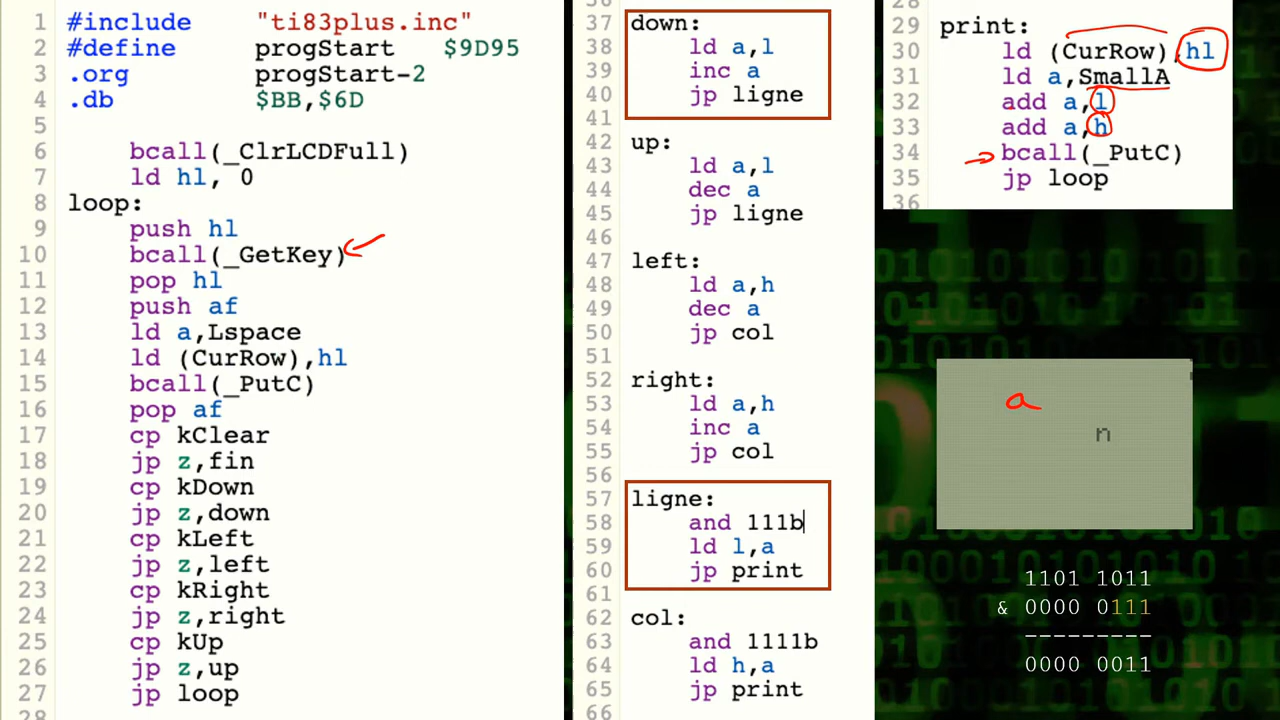 1 #include "ti83plus.inc"
2 #define progStart $9D95
3 .org progStart-2
4 .db $BB,$6D
5
6 bcall(_ClrLCDFull)
7 ld hl, 0
8 loop:
9 push hl
10 bcall(_GetKey)
11 pop hl
12 push af
13 ld a,Lspace
14 ld (CurRow),hl
15 bcall(_PutC)
16 pop af
17 cp kClear
18 jp z,fin
19 cp kDown
20 jp z,down
21 cp kLeft
22 jp z,left
23 cp kRight
24 jp z,right
25 cp kUp
26 jp z,up
27 jp loop
28
36
37 down:
38 ld a,l
39 inc a
40 jp ligne
41
42 up:
43 ld a,l
44 dec a
45 jp ligne
46
47 left:
48 ld a,h
49 dec a
50 jp col
51
52 right:
53 ld a,h
54 inc a
55 jp col
56
57 ligne:
58 and 111b
59 ld l,a
60 jp print
61
62 col:
63 and 1111b
64 ld h,a
65 jp print
66
28
29 print:
30 ld (CurRow),hl
31 ld a,SmallA
32 add a,l
33 add a,h
34 bcall(_PutC)
35 jp loop
36
a
n
1101 1011
& 0000 0111
---------
0000 0011